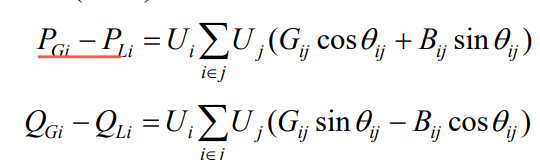 P_{Gi} − P_{Li} = U_i ∑_{i∈j} U_j (G_{ij} cos θ_{ij} + B_{ij} sin θ_{ij})
Q_{Gi} − Q_{Li} = U_i ∑_{i∈j} U_j (G_{ij} sin θ_{ij} − B_{ij} cos θ_{ij})